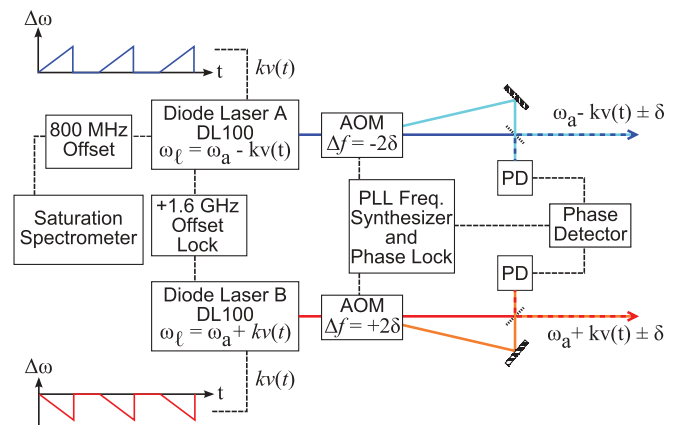 Δω
t
kv(t)
Diode Laser A
DL100
ωℓ = ωa - kv(t)
800 MHz
Offset
AOM
Δf = -2δ
ωa- kv(t) ± δ
PD
Saturation
Spectrometer
+1.6 GHz
Offset
Lock
PLL Freq.
Synthesizer
and
Phase Lock
Phase
Detector
PD
Diode Laser B
DL100
ωℓ = ωa+ kv(t)
AOM
Δf = +2δ
ωa+ kv(t) ± δ
Δω
t
kv(t)